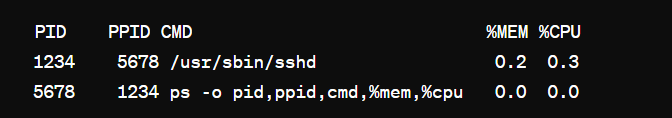 PID PPID CMD %MEM %CPU
1234 5678 /usr/sbin/sshd 0.2 0.3
5678 1234 ps -o pid,ppid,cmd,%mem,%cpu 0.0 0.0